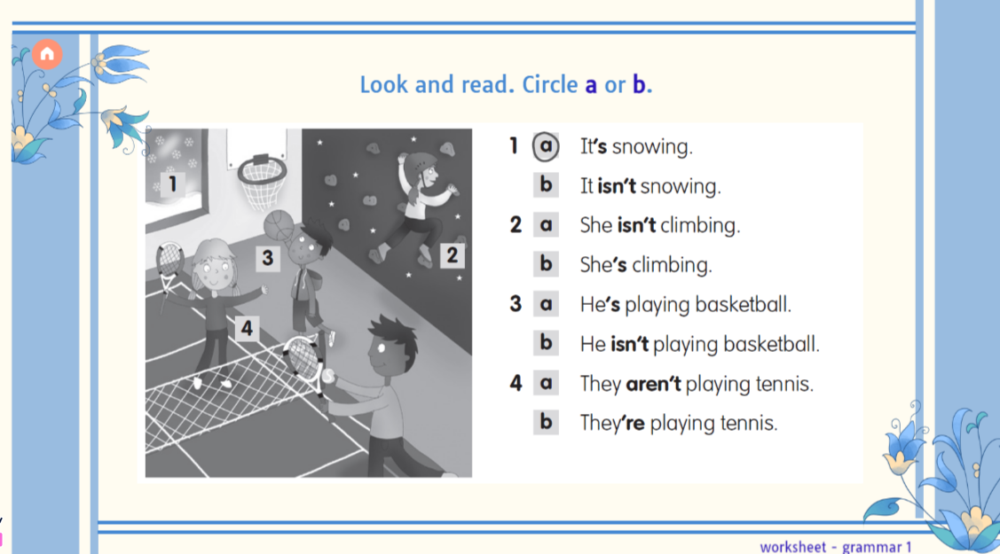 Look and read. Circle a or b.
1 a It's snowing.
b It isn't snowing.
2 a She isn't climbing.
b She's climbing.
3 a He's playing basketball.
b He isn't playing basketball.
4 a They aren't playing tennis.
b They're playing tennis.
1
2
3
4
worksheet - grammar 1